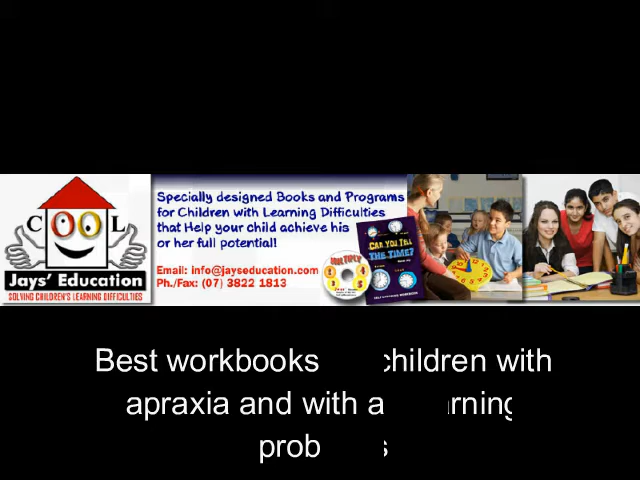 COOL
Jays' Education
SOLVING CHILDREN'S LEARNING DIFFICULTIES
Specially designed Books and Programs
for Children with Learning Difficulties
that Help your child achieve his
or her full potential!
Email: info@jayseducation.com
Ph./Fax: (07) 3822 1813
CAN YOU TELL
THE TIME?
Best workbooks children with
apraxia and with a